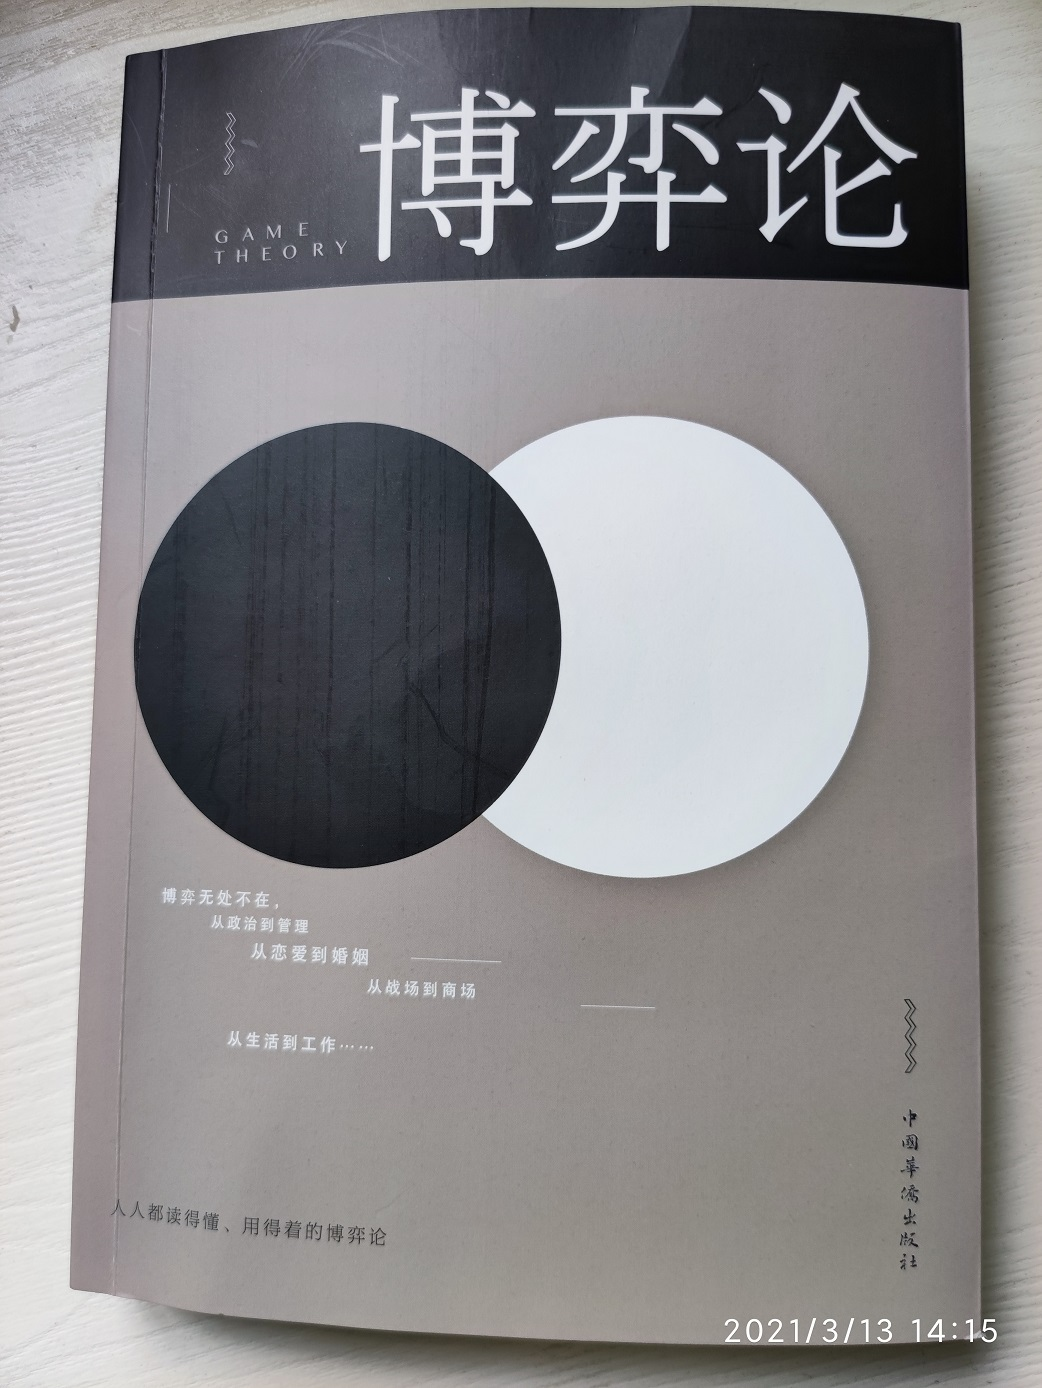 博弈论
GAME
THEORY
博弈无处不在，
从政治到管理
从恋爱到婚姻
从战场到商场
从生活到工作……
人人都读得懂、用得着的博弈论
中國華僑出版社
2021/3/13 14:15